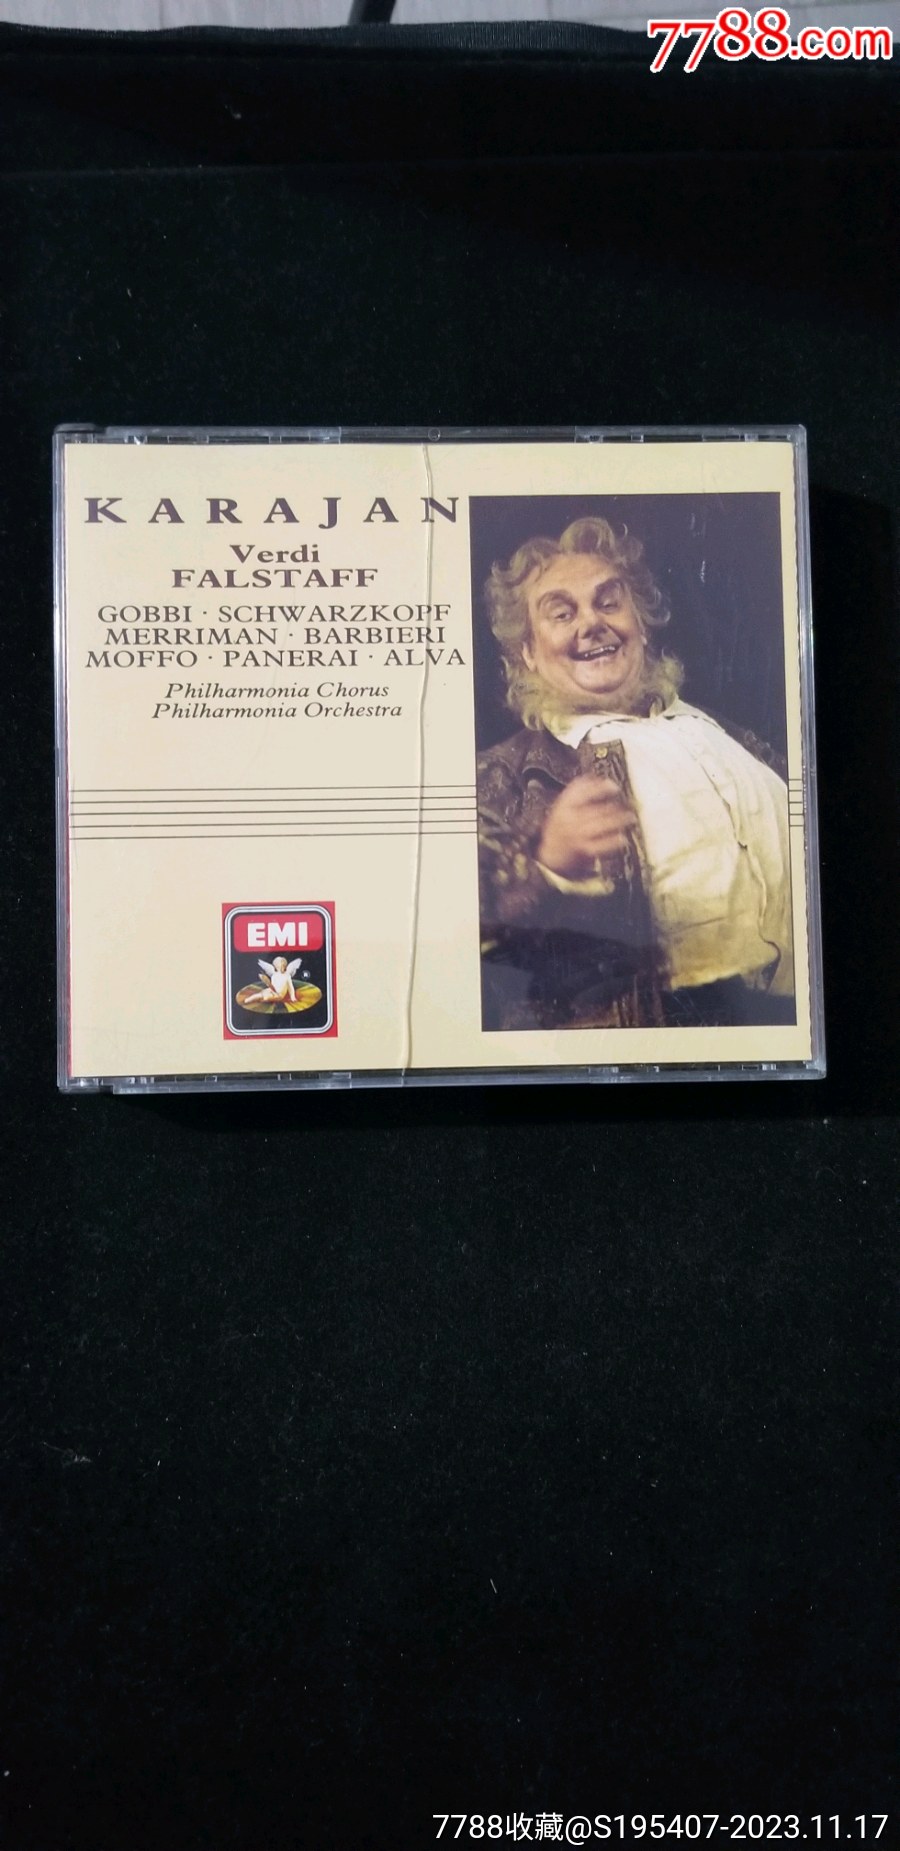 7788.com
KARAJAN
Verdi
FALSTAFF
GOBBI · SCHWARZKOPF
MERRIMAN · BARBIERI
MOFFO · PANERAI · ALVA
Philharmonia Chorus
Philharmonia Orchestra
EMI
7788收藏@S195407-2023.11.17